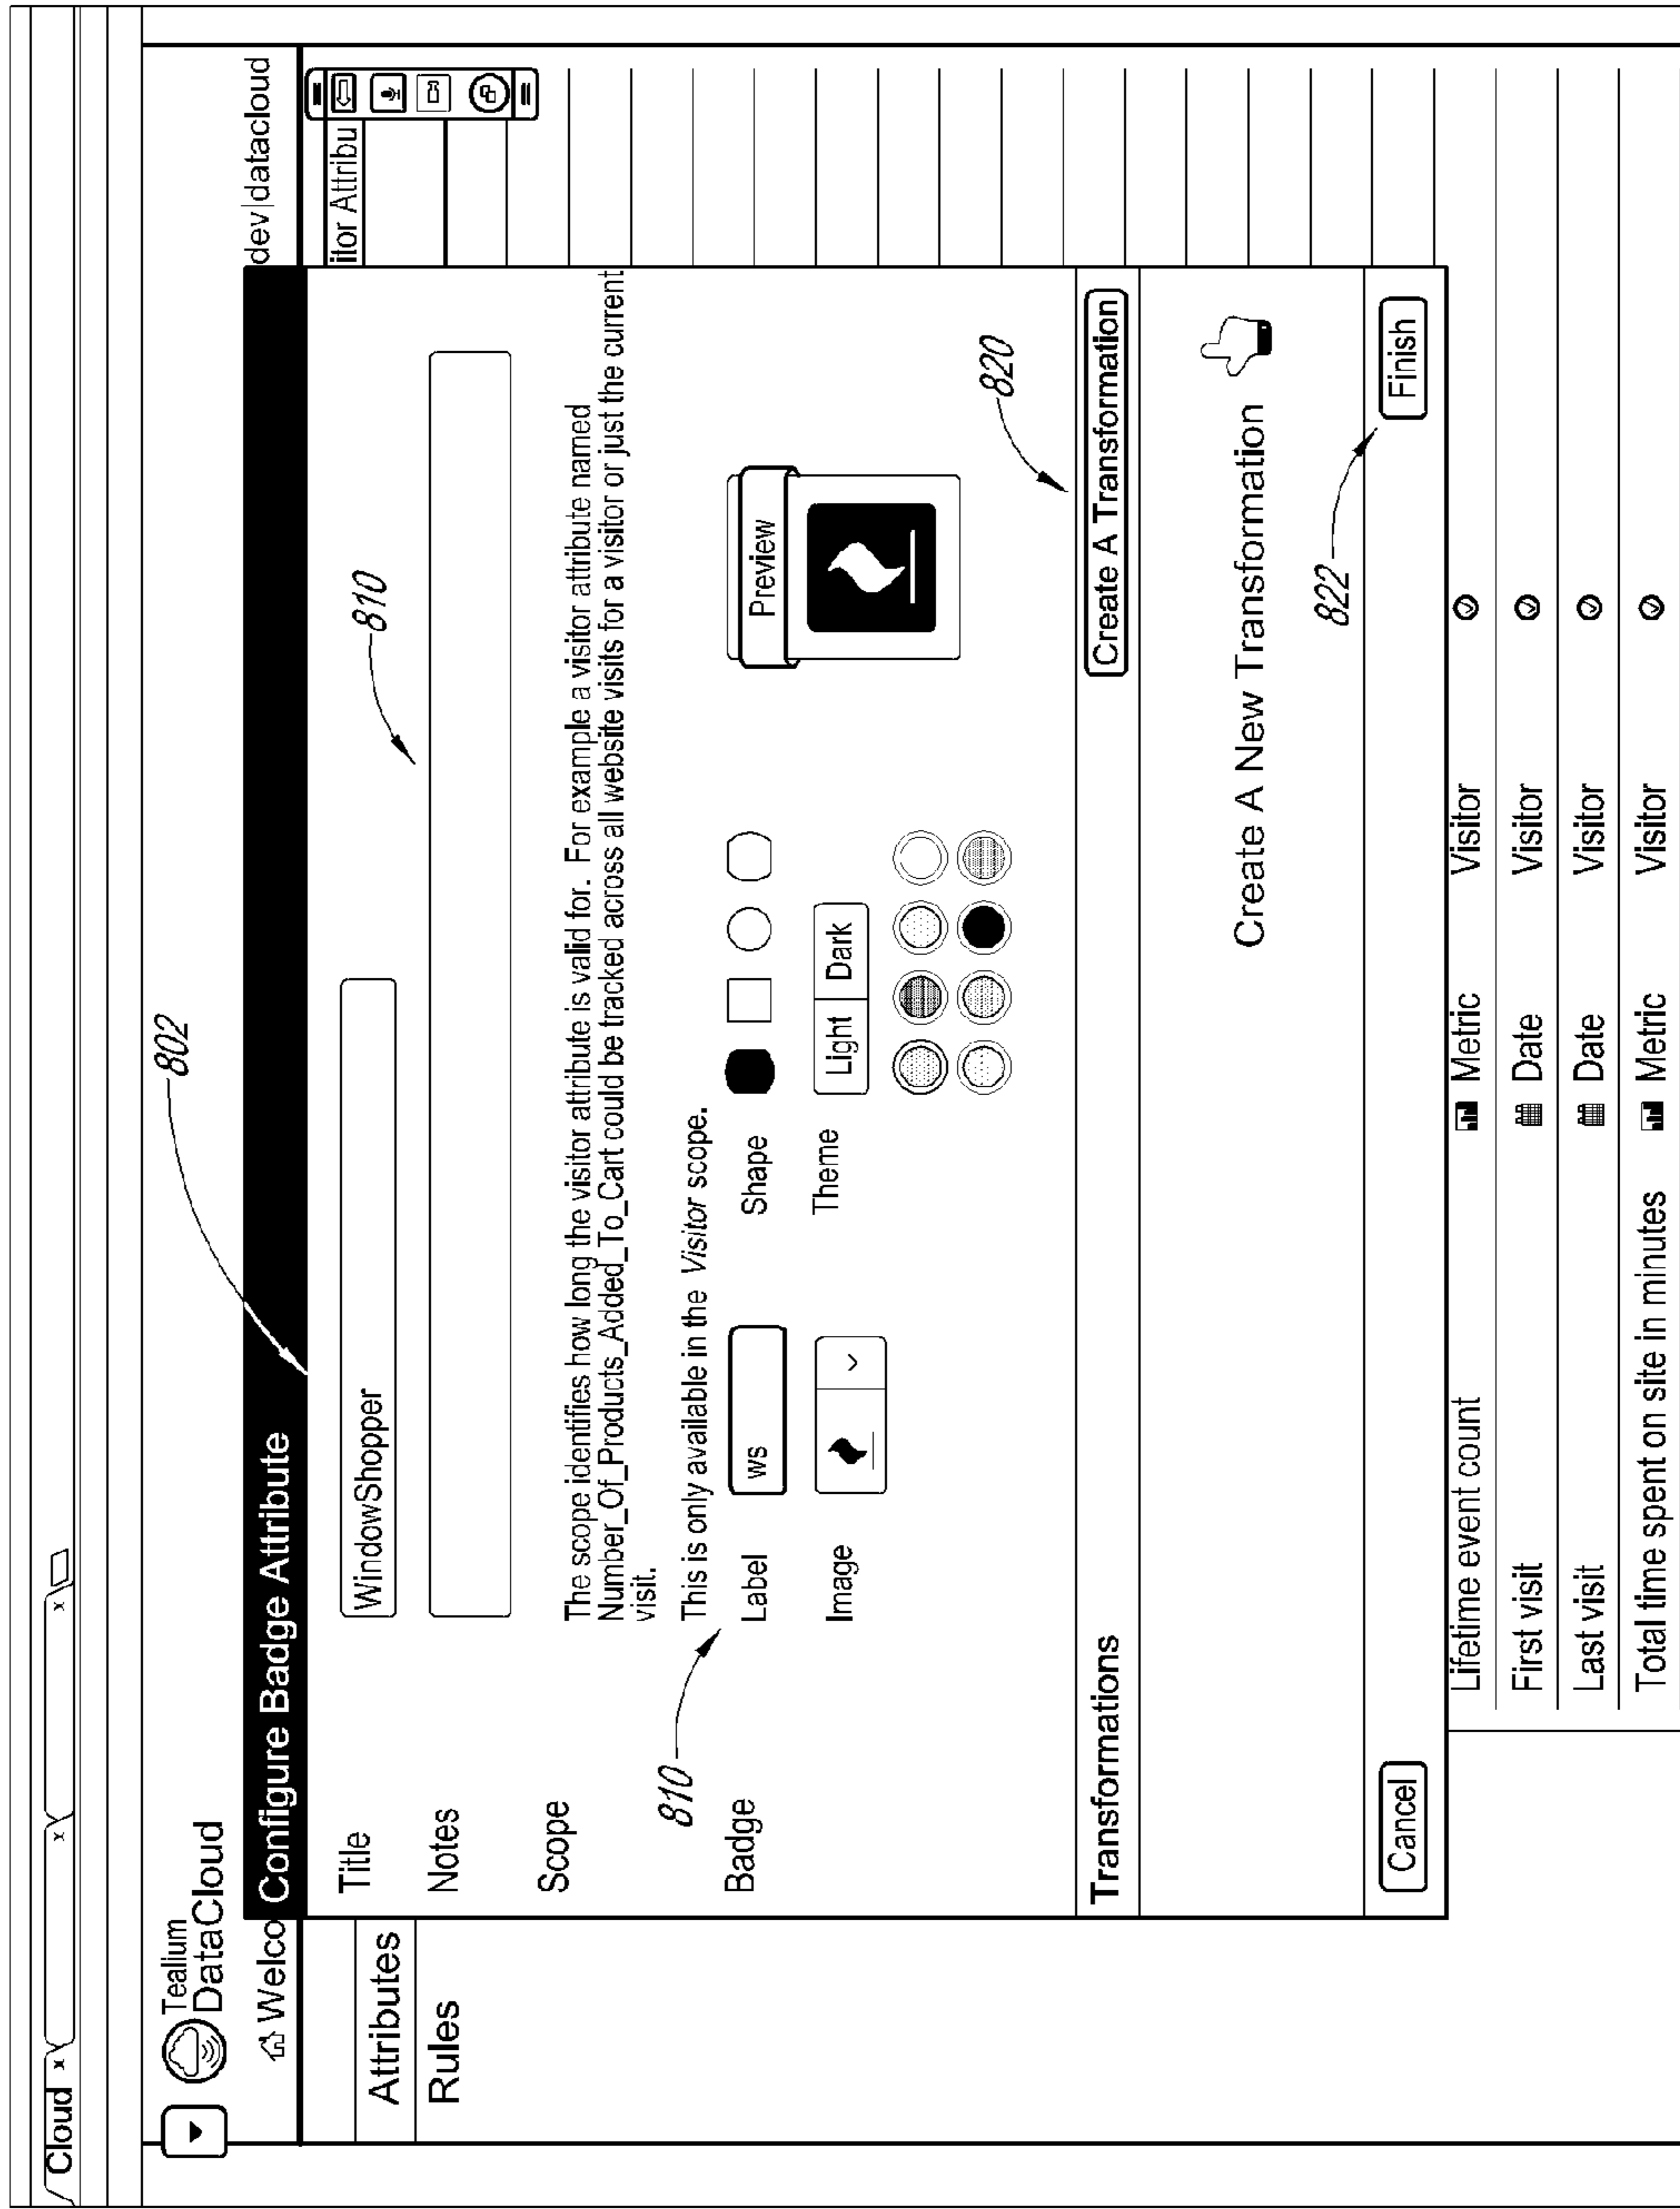 Cloud x
x
x
Tealium
DataCloud
Welco
dev|datacloud
Configure Badge Attribute
802
Attributes
Rules
itor Attribu
Title
WindowShopper
810
Notes
Scope
The scope identifies how long the visitor attribute is valid for. For example a visitor attribute named
Number_Of_Products_Added_To_Cart could be tracked across all website visits for a visitor or just the current
visit.
810
This is only available in the Visitor scope.
Badge
Label
ws
Shape
Preview
Image
Theme
Light
Dark
820
Transformations
Create A Transformation
Create A New Transformation
822
Cancel
Finish
Lifetime event count Metric Visitor
First visit Date Visitor
Last visit Date Visitor
Total time spent on site in minutes Metric Visitor